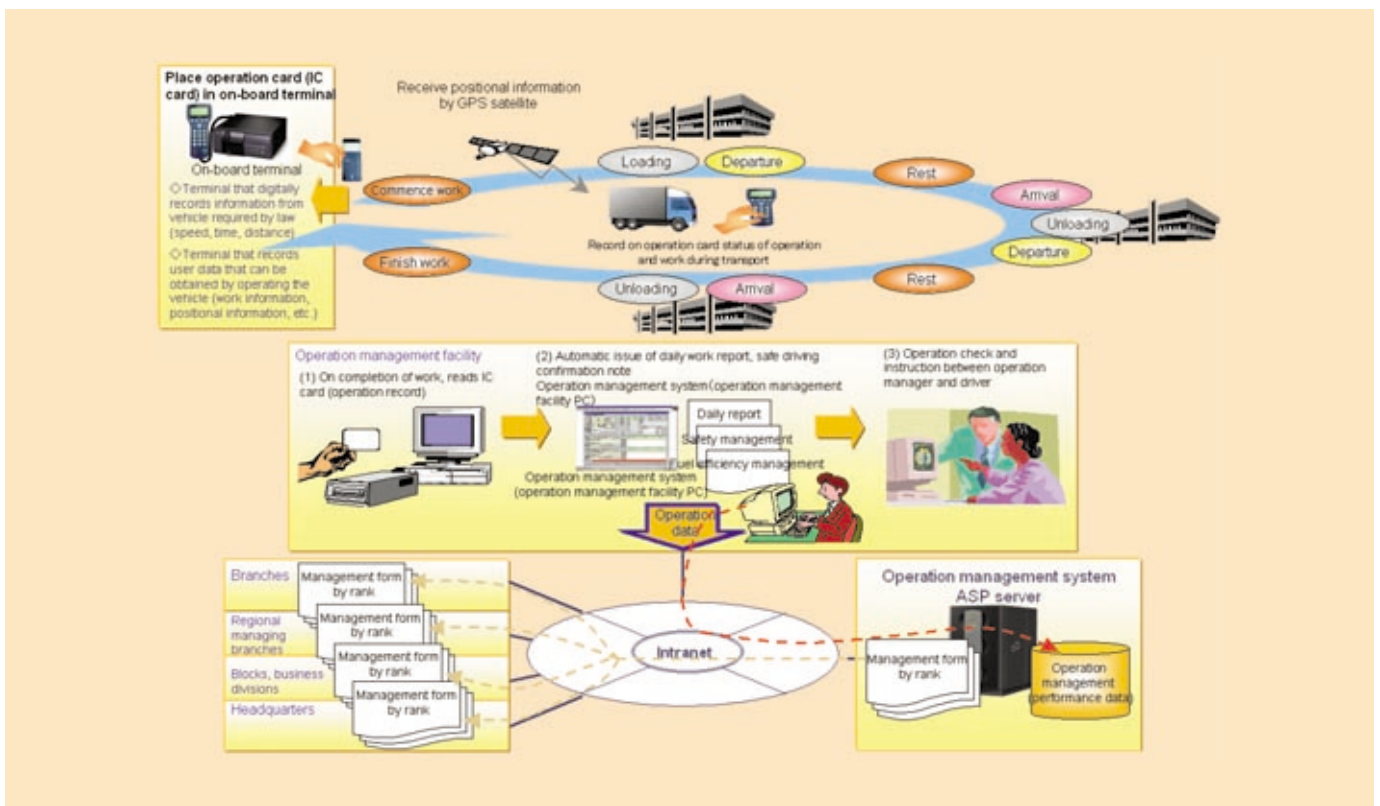 Place operation card (IC
card) in on-board terminal
On-board terminal
◇Terminal that digitally
records information from
vehicle required by law
(speed, time, distance)
◇Terminal that records
user data that can be
obtained by operating the
vehicle (work information,
positional information, etc.)
Receive positional information
by GPS satellite
Commence work
Loading
Departure
Rest
Arrival
Unloading
Departure
Rest
Arrival
Unloading
Finish work
Record on operation card status of operation
and work during transport
Operation management facility
(1) On completion of work, reads IC
card (operation record)
(2) Automatic issue of daily work report, safe driving
confirmation note
Operation management system(operation management
facility PC)
Daily report
Safety management
Fuel efficiency management
Operation management system
(operation management facility PC)
(3) Operation check and
instruction between operation
manager and driver
Operation
data
Branches
Management form
by rank
Regional
managing
branches
Management form
by rank
Blocks, business
divisions
Management form
by rank
Headquarters
Management form
by rank
Intranet
Operation management system
ASP server
Management form
by rank
Operation
management
(performance data)